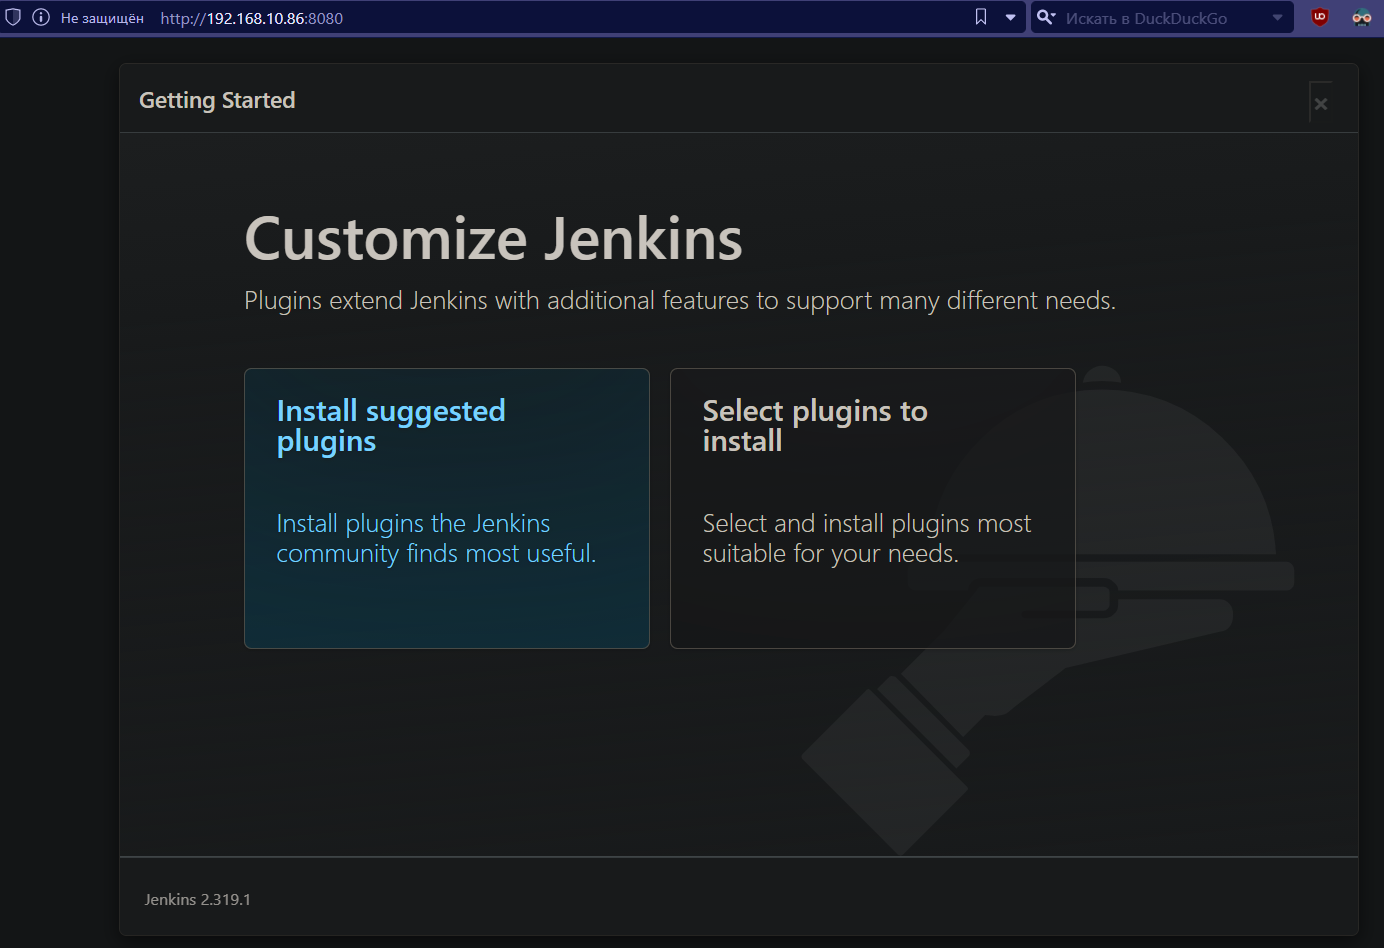 Не защищён http://192.168.10.86:8080 Искать в DuckDuckGo
Getting Started
Customize Jenkins
Plugins extend Jenkins with additional features to support many different needs.
Install suggested
plugins
Install plugins the Jenkins
community finds most useful.
Select plugins to
install
Select and install plugins most
suitable for your needs.
Jenkins 2.319.1